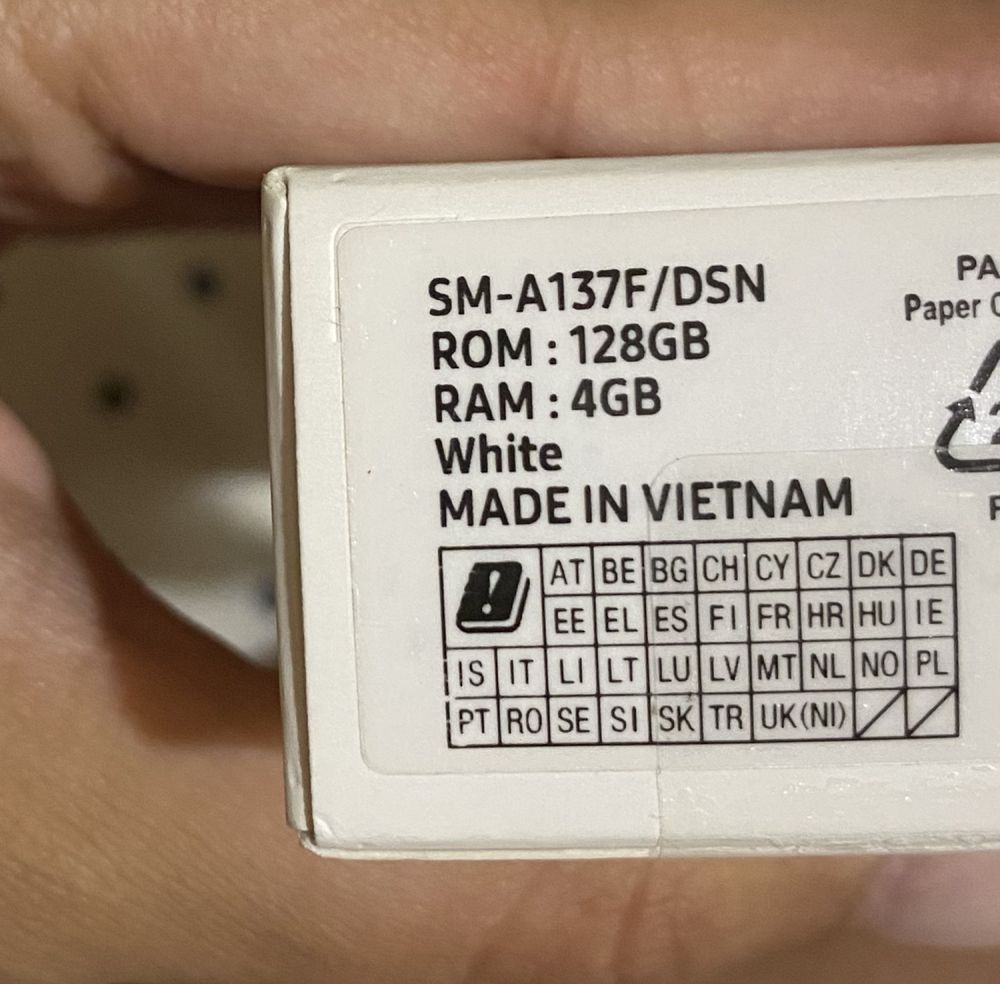 SM-A137F/DSN
ROM : 128GB
RAM : 4GB
White
MADE IN VIETNAM
AT BE BG CH CY CZ DK DE
EE EL ES FI FR HR HU IE
IS IT LI LT LU LV MT NL NO PL
PT RO SE SI SK TR UK(NI)
PA
Paper